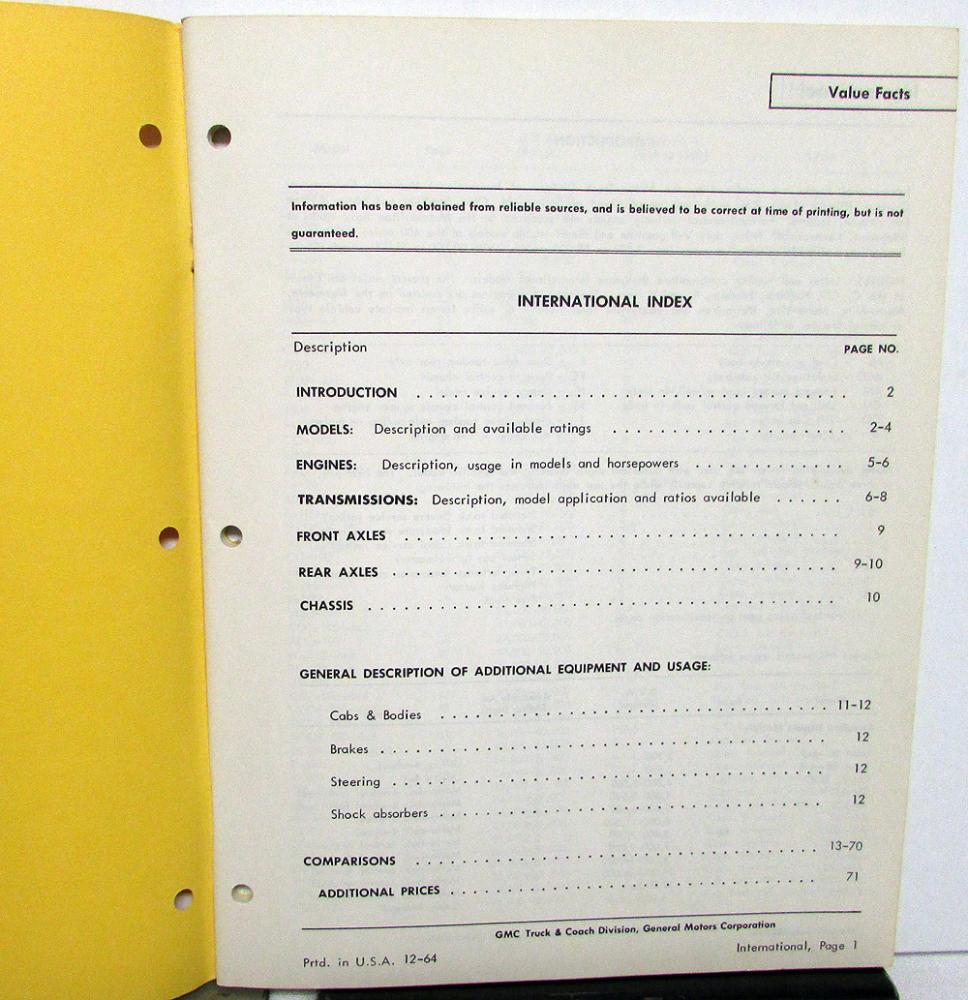 Value Facts
Information has been obtained from reliable sources, and is believed to be correct at time of printing, but is not
guaranteed.
INTERNATIONAL INDEX
Description PAGE NO.
INTRODUCTION . . . . . . . . . . . . . . . . . . . . . . . . . . . . . . . . . . . 2
MODELS: Description and available ratings . . . . . . . . . . . . . . . . . . . 2-4
ENGINES: Description, usage in models and horsepowers . . . . . . . . . . . . 5-6
TRANSMISSIONS: Description, model application and ratios available . . . . . . 6-8
FRONT AXLES . . . . . . . . . . . . . . . . . . . . . . . . . . . . . . . . . . . 9
REAR AXLES . . . . . . . . . . . . . . . . . . . . . . . . . . . . . . . . . . . 9-10
CHASSIS . . . . . . . . . . . . . . . . . . . . . . . . . . . . . . . . . . . . . 10
GENERAL DESCRIPTION OF ADDITIONAL EQUIPMENT AND USAGE:
Cabs & Bodies . . . . . . . . . . . . . . . . . . . . . . . . . . . . . . . 11-12
Brakes . . . . . . . . . . . . . . . . . . . . . . . . . . . . . . . . . . . 12
Steering . . . . . . . . . . . . . . . . . . . . . . . . . . . . . . . . . . 12
Shock absorbers . . . . . . . . . . . . . . . . . . . . . . . . . . . . . . 12
COMPARISONS . . . . . . . . . . . . . . . . . . . . . . . . . . . . . . . . 13-70
ADDITIONAL PRICES . . . . . . . . . . . . . . . . . . . . . . . . . . . . . 71
GMC Truck & Coach Division, General Motors Corporation
Prtd. in U.S.A. 12-64 International, Page 1